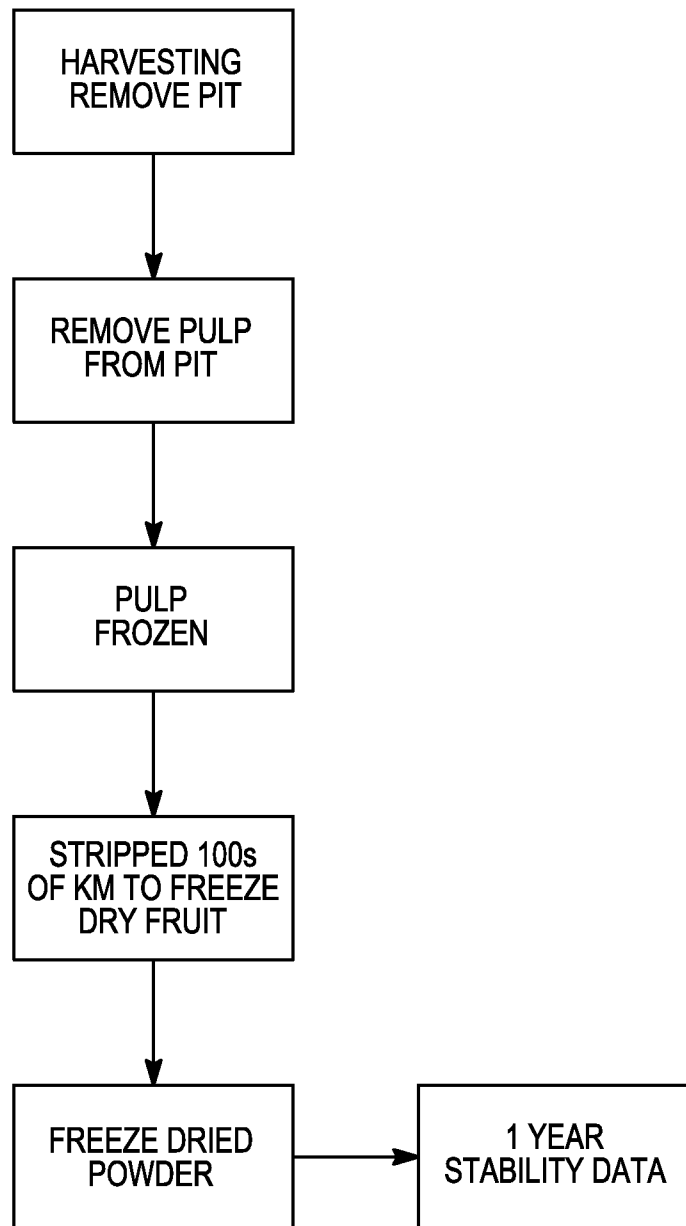 HARVESTING
REMOVE PIT
REMOVE PULP
FROM PIT
PULP
FROZEN
STRIPPED 100s
OF KM TO FREEZE
DRY FRUIT
FREEZE DRIED
POWDER
1 YEAR
STABILITY DATA